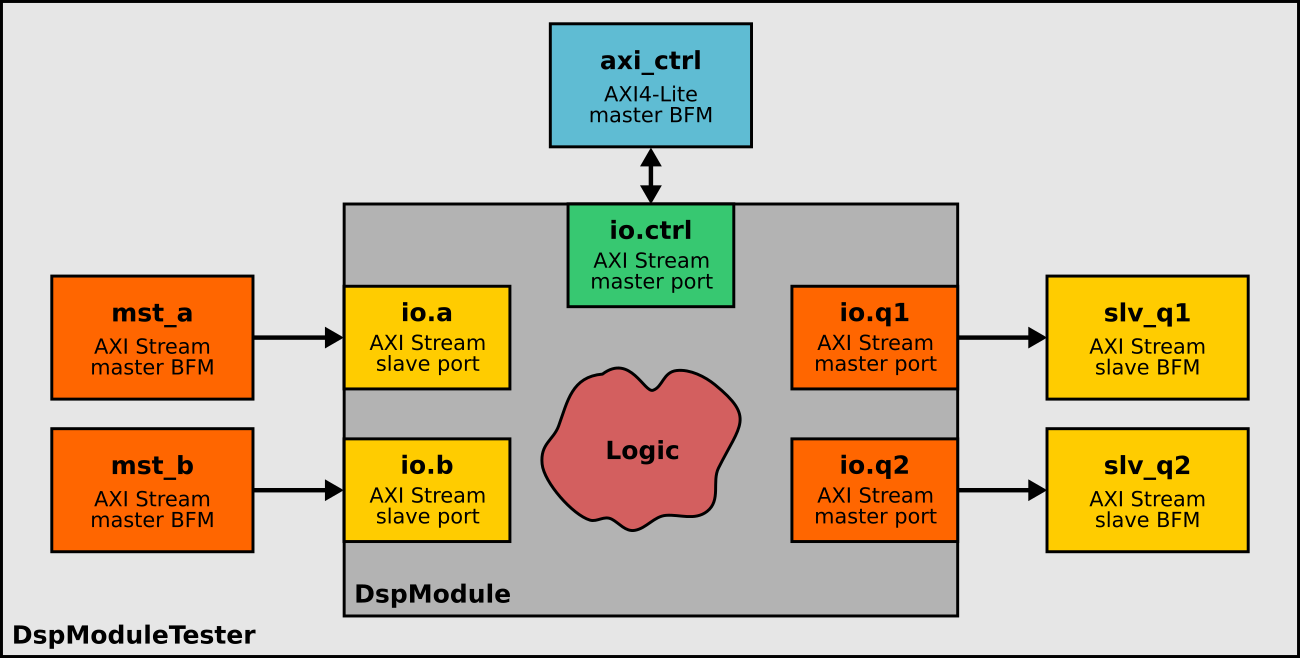 axi_ctrl
AXI4-Lite
master BFM
io.ctrl
AXI Stream
master port
mst_a
AXI Stream
master BFM
io.a
AXI Stream
slave port
io.q1
AXI Stream
master port
slv_q1
AXI Stream
slave BFM
Logic
mst_b
AXI Stream
master BFM
io.b
AXI Stream
slave port
io.q2
AXI Stream
master port
slv_q2
AXI Stream
slave BFM
DspModule
DspModuleTester